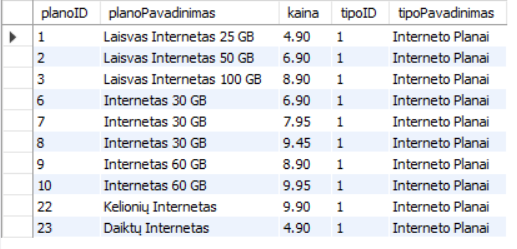 planoID planoPavadinimas kaina tipoID tipoPavadinimas
1 Laisvas Internetas 25 GB 4.90 1 Interneto Planai
2 Laisvas Internetas 50 GB 6.90 1 Interneto Planai
3 Laisvas Internetas 100 GB 8.90 1 Interneto Planai
6 Internetas 30 GB 6.90 1 Interneto Planai
7 Internetas 30 GB 7.95 1 Interneto Planai
8 Internetas 30 GB 9.45 1 Interneto Planai
9 Internetas 60 GB 8.90 1 Interneto Planai
10 Internetas 60 GB 9.95 1 Interneto Planai
22 Kelionių Internetas 9.90 1 Interneto Planai
23 Daiktų Internetas 4.90 1 Interneto Planai